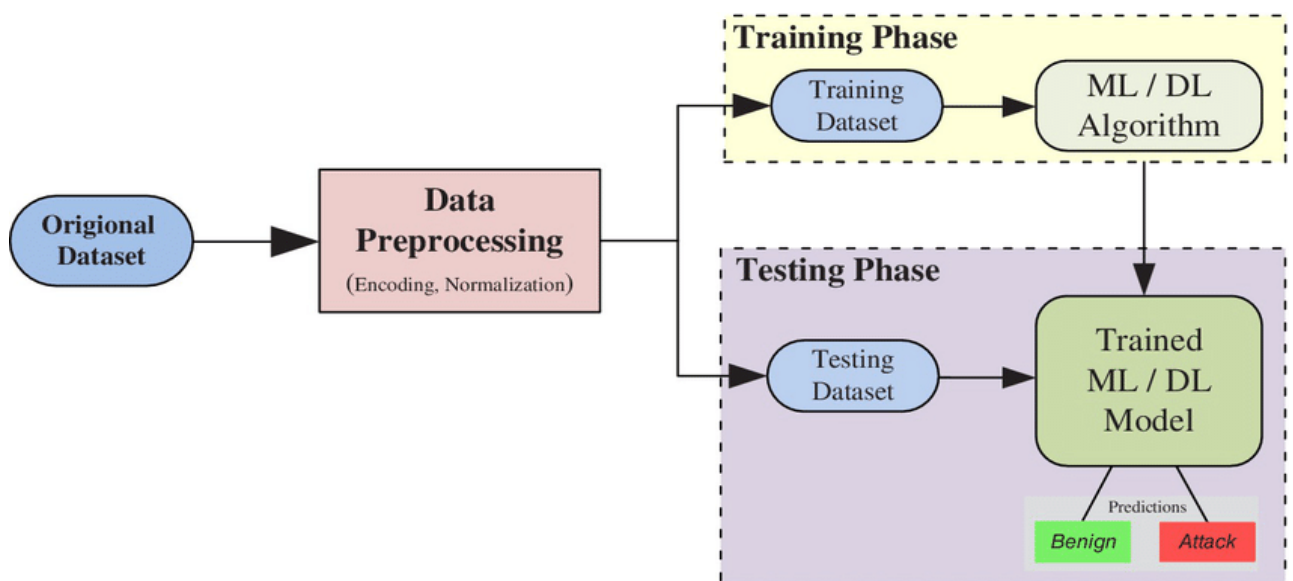 Origional
Dataset
Data
Preprocessing
(Encoding, Normalization)
Training Phase
Training
Dataset
ML / DL
Algorithm
Testing Phase
Testing
Dataset
Trained
ML / DL
Model
Predictions
Benign
Attack